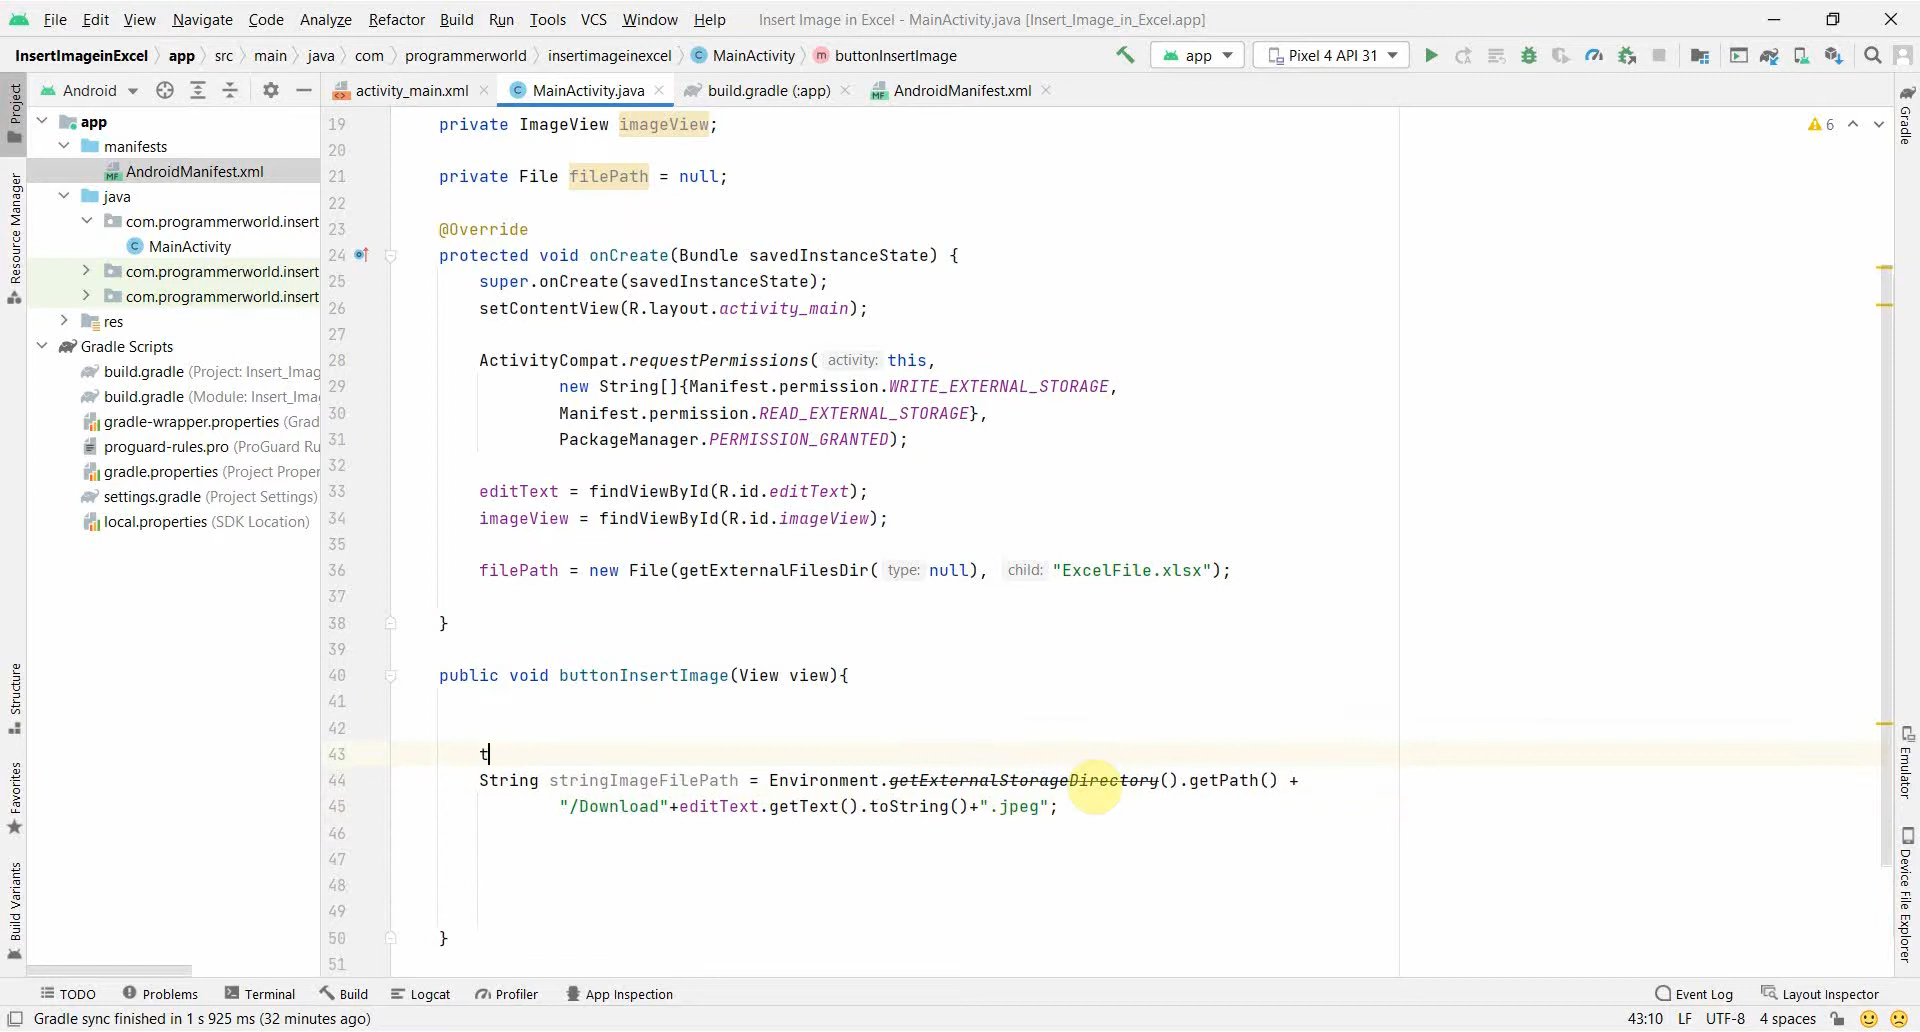 File Edit View Navigate Code Analyze Refactor Build Run Tools VCS Window Help Insert Image in Excel - MainActivity.java [Insert_Image_in_Excel.app]
InsertImageinExcel app src main java com programmerworld insertimageinexcel C MainActivity m buttonInsertImage app Pixel 4 API 31
Android activity_main.xml MainActivity.java build.gradle (:app) AndroidManifest.xml
Project
Resource Manager
Structure
Favorites
Build Variants
app
manifests
AndroidManifest.xml
java
com.programmerworld.insert
MainActivity
com.programmerworld.insert
com.programmerworld.insert
res
Gradle Scripts
build.gradle (Project: Insert_Imag
build.gradle (Module: Insert_Ima
gradle-wrapper.properties (Grad
proguard-rules.pro (ProGuard Ru
gradle.properties (Project Proper
settings.gradle (Project Settings)
local.properties (SDK Location)
19 private ImageView imageView;
20
21 private File filePath = null;
22
23 @Override
24 protected void onCreate(Bundle savedInstanceState) {
25 super.onCreate(savedInstanceState);
26 setContentView(R.layout.activity_main);
27
28 ActivityCompat.requestPermissions( activity: this,
29 new String[]{Manifest.permission.WRITE_EXTERNAL_STORAGE,
30 Manifest.permission.READ_EXTERNAL_STORAGE},
31 PackageManager.PERMISSION_GRANTED);
32
33 editText = findViewById(R.id.editText);
34 imageView = findViewById(R.id.imageView);
35
36 filePath = new File(getExternalFilesDir( type: null), child: "ExcelFile.xlsx");
37
38 }
39
40 public void buttonInsertImage(View view){
41
42
43 t
44 String stringImageFilePath = Environment.getExternalStorageDirectory().getPath() +
45 "/Download"+editText.getText().toString()+".jpeg";
46
47
48
49
50 }
51
6
Gradle
Emulator
Device File Explorer
TODO Problems Terminal Build Logcat Profiler App Inspection Event Log Layout Inspector
Gradle sync finished in 1 s 925 ms (32 minutes ago) 43:10 LF UTF-8 4 spaces